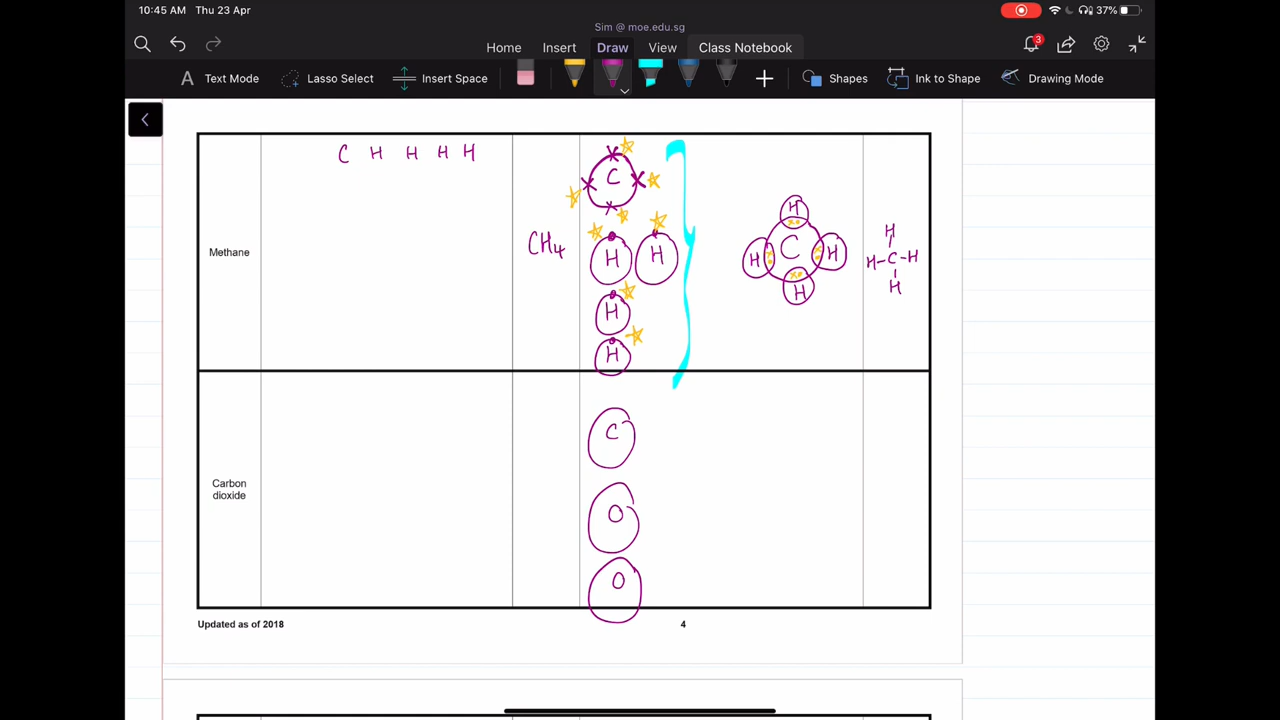 10:45 AM Thu 23 Apr
37%
Sim @ moe.edu.sg
Home Insert Draw View Class Notebook
3
A Text Mode Lasso Select Insert Space Shapes Ink to Shape Drawing Mode
C H H H H
C
H
H
C
H
H
H
H
H
H-C-H
H
Methane
CH4
H H
H
H
C
Carbon
dioxide
O
O
Updated as of 2018
4